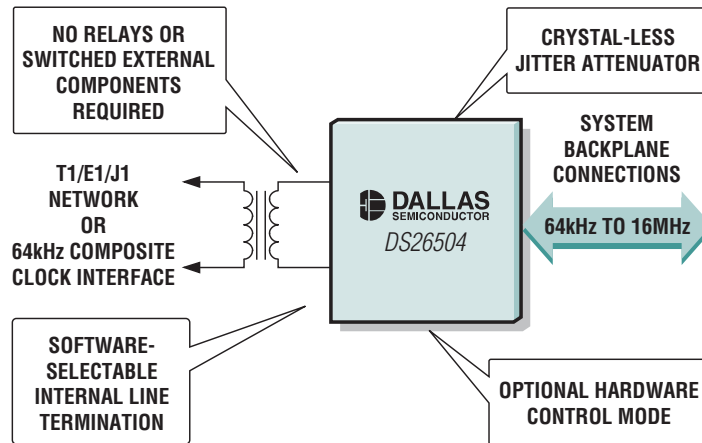 NO RELAYS OR
SWITCHED EXTERNAL
COMPONENTS
REQUIRED
CRYSTAL-LESS
JITTER ATTENUATOR
T1/E1/J1
NETWORK
OR
64kHz COMPOSITE
CLOCK INTERFACE
DALLAS
SEMICONDUCTOR
DS26504
SYSTEM
BACKPLANE
CONNECTIONS
64kHz TO 16MHz
SOFTWARE-
SELECTABLE
INTERNAL LINE
TERMINATION
OPTIONAL HARDWARE
CONTROL MODE